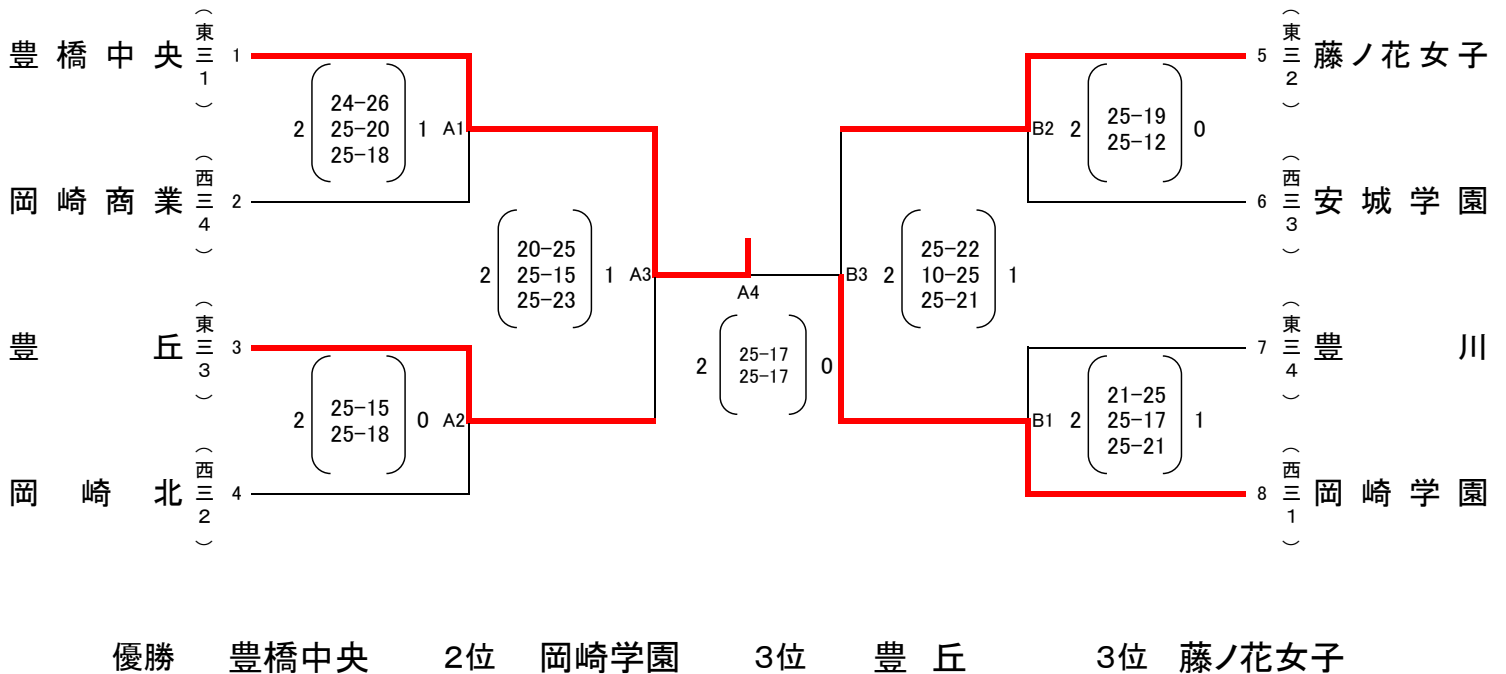 豊橋中央 （東三1） 1
2 24-26 25-20 25-18 1 A1
岡崎商業 （西三4） 2
2 20-25 25-15 25-23 1 A3
豊丘 （東三3） 3
2 25-15 25-18 0 A2
岡崎北 （西三2） 4
A4
2 25-17 25-17 0
5 （東三2） 藤ノ花女子
B2 2 25-19 25-12 0
6 （西三3） 安城学園
B3 2 25-22 10-25 25-21 1
7 （東三4） 豊川
B1 2 21-25 25-17 25-21 1
8 （西三1） 岡崎学園
優勝 豊橋中央 2位 岡崎学園 3位 豊丘 3位 藤ノ花女子